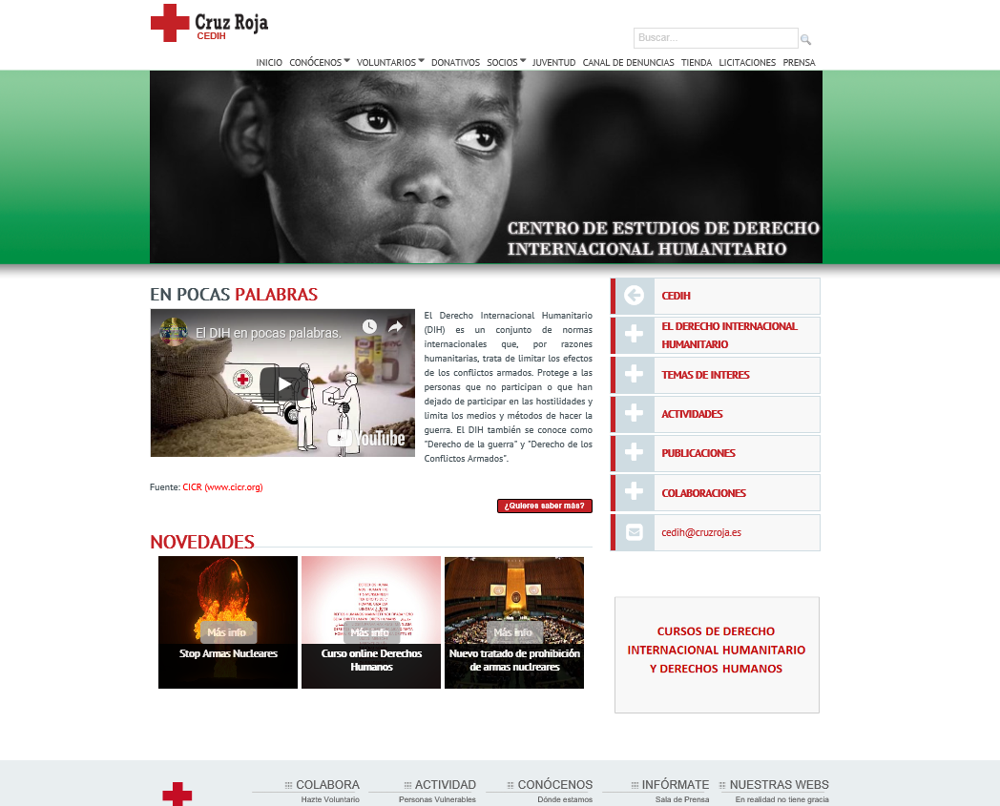 Cruz Roja
CEDIH
Buscar...
INICIO CONÓCENOS VOLUNTARIOS DONATIVOS SOCIOS JUVENTUD CANAL DE DENUNCIAS TIENDA LICITACIONES PRENSA
CENTRO DE ESTUDIOS DE DERECHO
INTERNACIONAL HUMANITARIO
EN POCAS PALABRAS
El DIH en pocas palabras.
YouTube
El Derecho Internacional Humanitario
(DIH) es un conjunto de normas
internacionales que, por razones
humanitarias, trata de limitar los efectos
de los conflictos armados. Protege a las
personas que no participan o que han
dejado de participar en las hostilidades y
limita los medios y métodos de hacer la
guerra. El DIH también se conoce como
"Derecho de la guerra" y "Derecho de los
Conflictos Armados".
Fuente: CICR (www.cicr.org)
¿Quieres saber más?
CEDIH
EL DERECHO INTERNACIONAL
HUMANITARIO
TEMAS DE INTERES
ACTIVIDADES
PUBLICACIONES
COLABORACIONES
cedih@cruzroja.es
NOVEDADES
Más info
Stop Armas Nucleares
Más info
Curso online Derechos
Humanos
Más info
Nuevo tratado de prohibición
de armas nuclreares
CURSOS DE DERECHO
INTERNACIONAL HUMANITARIO
Y DERECHOS HUMANOS
COLABORA ACTIVIDAD CONÓCENOS INFÓRMATE NUESTRAS WEBS
Hazte Voluntario Personas Vulnerables Dónde estamos Sala de Prensa En realidad no tiene gracia